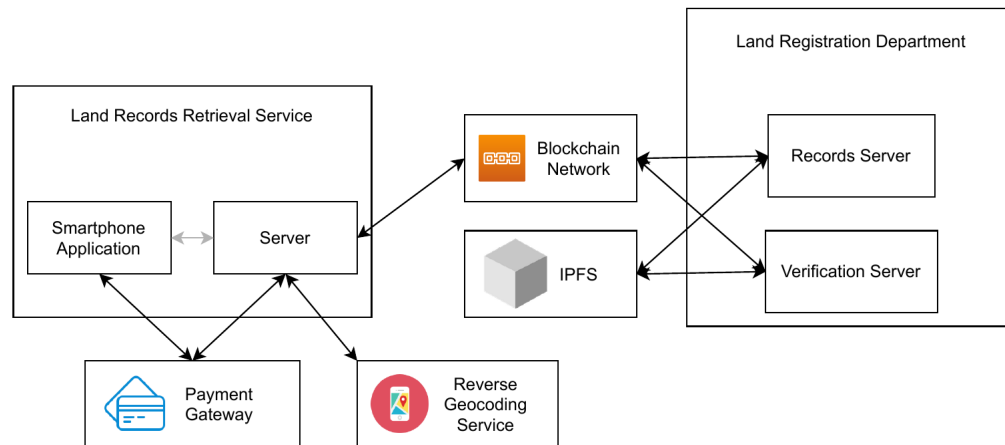 Land Registration Department
Land Records Retrieval Service
Blockchain
Network
Records Server
Smartphone
Application
Server
IPFS
Verification Server
Payment
Gateway
Reverse
Geocoding
Service